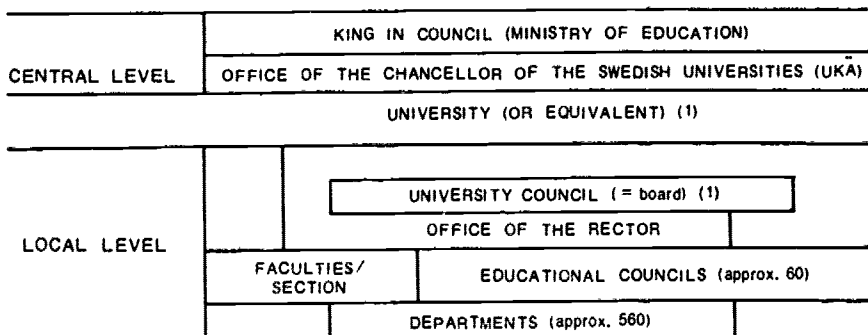 KING IN COUNCIL (MINISTRY OF EDUCATION)
CENTRAL LEVEL
OFFICE OF THE CHANCELLOR OF THE SWEDISH UNIVERSITIES (UKÄ)
UNIVERSITY (OR EQUIVALENT) (1)
UNIVERSITY COUNCIL (= board) (1)
LOCAL LEVEL
OFFICE OF THE RECTOR
FACULTIES/
SECTION
EDUCATIONAL COUNCILS (approx. 60)
DEPARTMENTS (approx. 560)